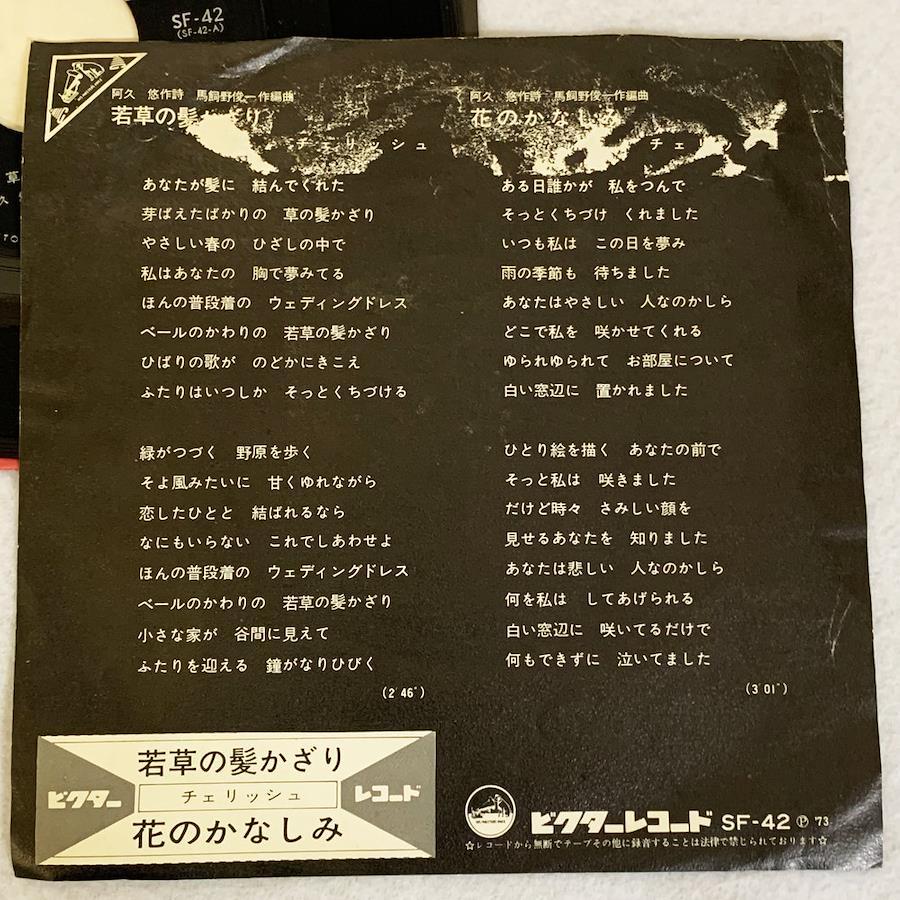 SF-42
(SF-42-A)
阿久　悠作詩　馬飼野俊一作編曲
若草の髪かざり
チェリッシュ
あなたが髪に　結んでくれた
芽ばえたばかりの　草の髪かざり
やさしい春の　ひざしの中で
私はあなたの　胸で夢みてる
ほんの普段着の　ウェディングドレス
ベールのかわりの　若草の髪かざり
ひばりの歌が　のどかにきこえ
ふたりはいつしか　そっとくちづける
緑がつづく　野原を歩く
そよ風みたいに　甘くゆれながら
恋したひとと　結ばれるなら
なにもいらない　これでしあわせよ
ほんの普段着の　ウェディングドレス
ベールのかわりの　若草の髪かざり
小さな家が　谷間に見えて
ふたりを迎える　鐘がなりひびく
(2′46″)
阿久　悠作詩　馬飼野俊一作編曲
花のかなしみ
チェリッ
ある日誰かが　私をつんで
そっとくちづけ　くれました
いつも私は　この日を夢み
雨の季節も　待ちました
あなたはやさしい　人なのかしら
どこで私を　咲かせてくれる
ゆられゆられて　お部屋について
白い窓辺に　置かれました
ひとり絵を描く　あなたの前で
そっと私は　咲きました
だけど時々　さみしい顔を
見せるあなたを　知りました
あなたは悲しい　人なのかしら
何を私は　してあげられる
白い窓辺に　咲いてるだけで
何もできずに　泣いてました
(3′01″)
若草の髪かざり
ビクター　チェリッシュ　レコード
花のかなしみ
ビクターレコード SF-42 Ⓟ '73
☆レコードから無断でテープその他に録音することは法律で禁じられております☆